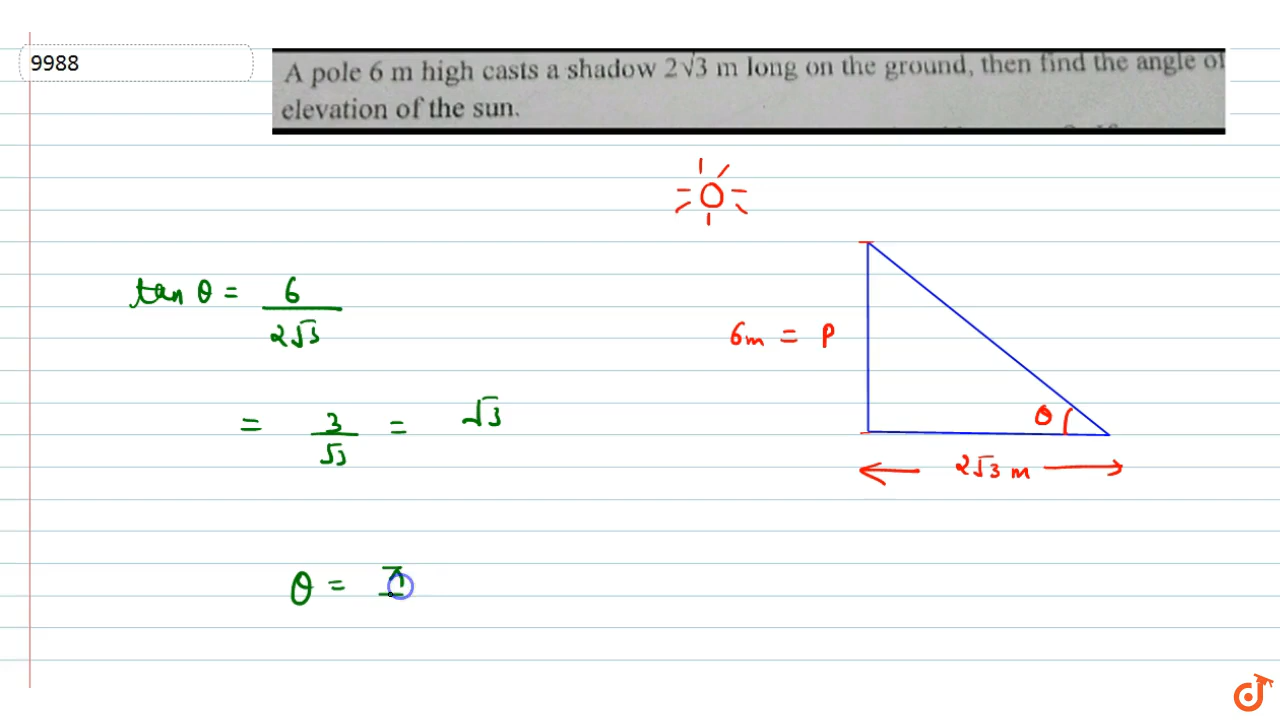 9988
A pole 6 m high casts a shadow 2√3 m long on the ground, then find the angle of
elevation of the sun.
tan θ = 6 / 2√3
= 3 / √3 = √3
6m = P
θ
2√3 m
θ = π